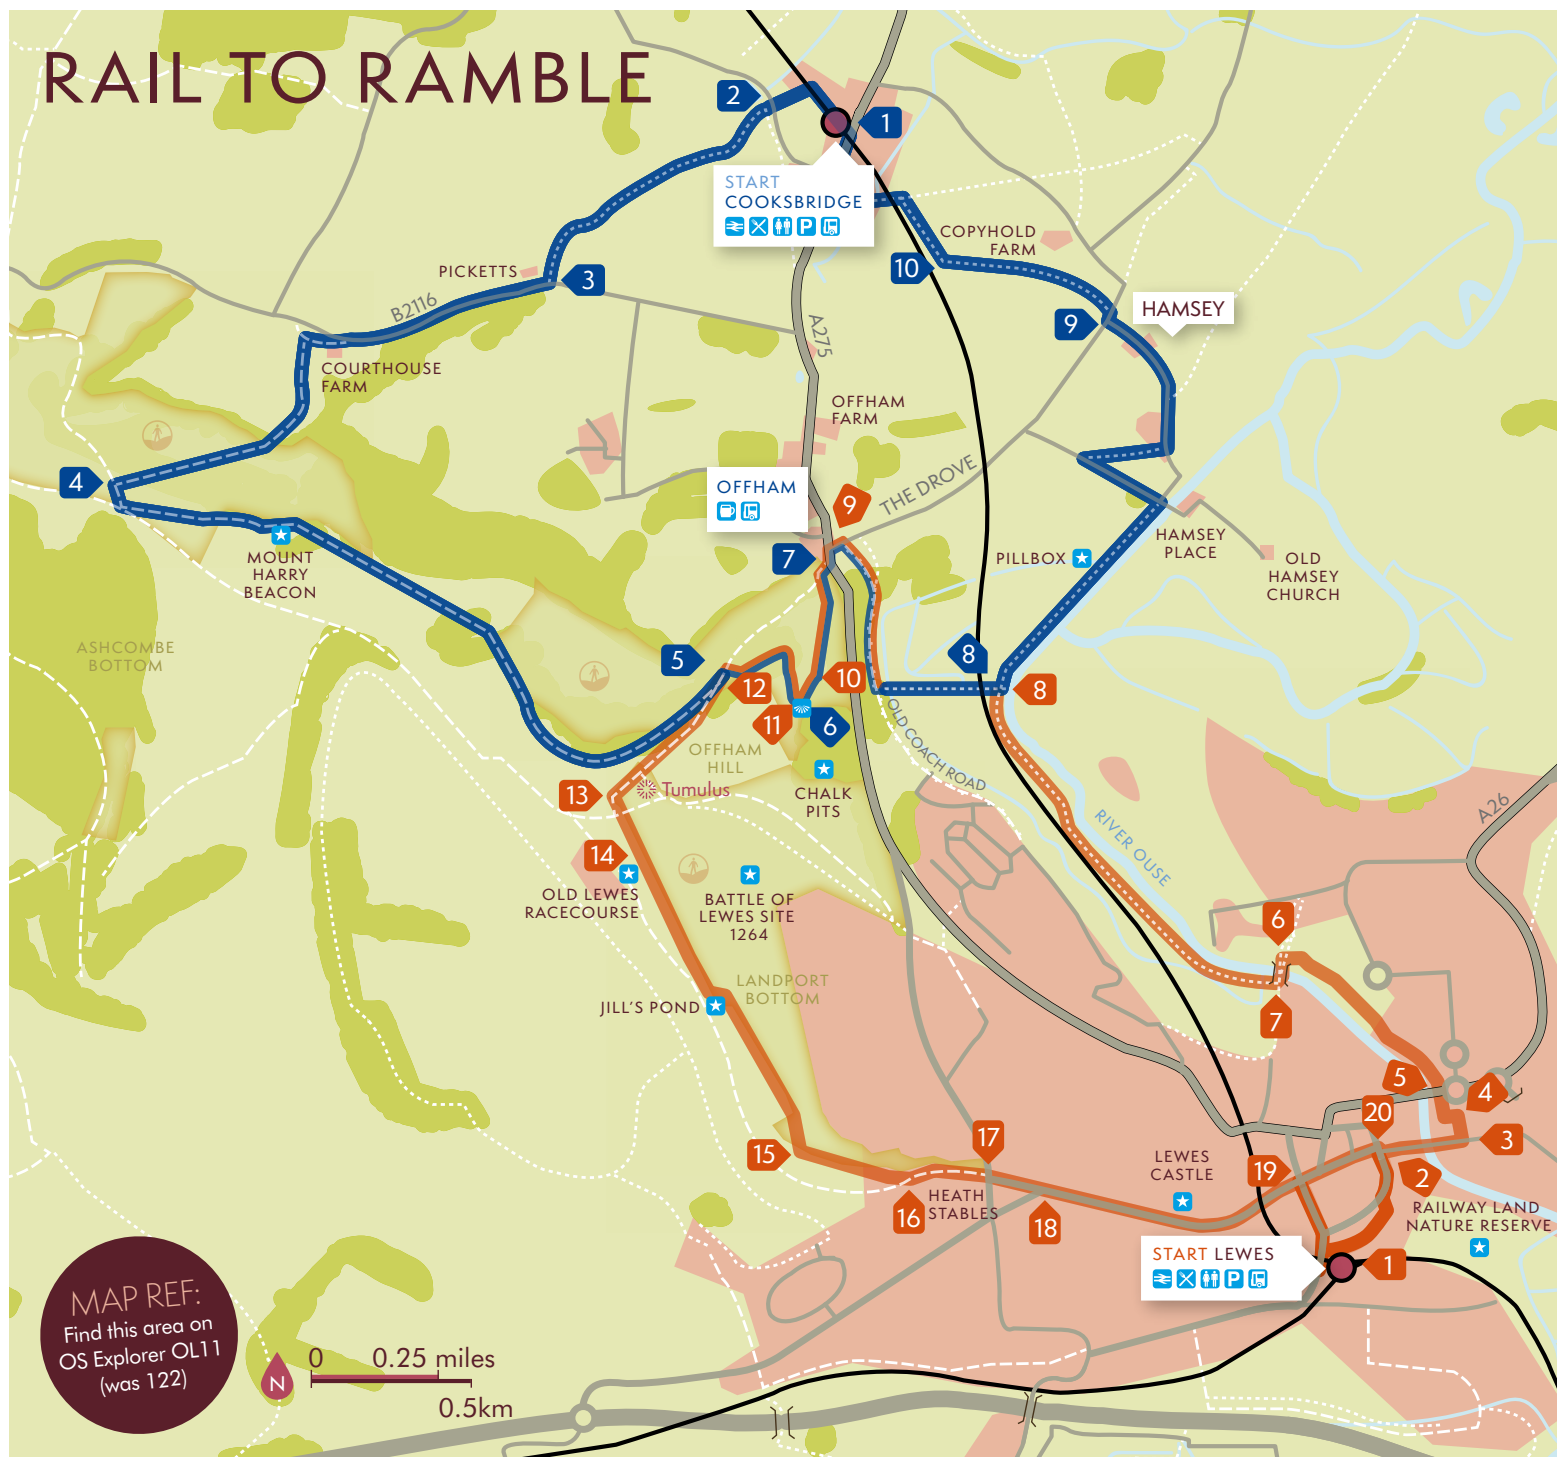 RAIL TO RAMBLE
2
1
START
COOKSBRIDGE
P
COPYHOLD
FARM
10
PICKETTS
3
B2116
9
HAMSEY
A275
COURTHOUSE
FARM
OFFHAM
FARM
4
OFFHAM
9
THE DROVE
MOUNT
HARRY
BEACON
7
PILLBOX
HAMSEY
PLACE
OLD
HAMSEY
CHURCH
ASHCOMBE
BOTTOM
5
8
12
10
8
11
6
OLD COACH ROAD
OFFHAM
HILL
13
Tumulus
CHALK
PITS
RIVER OUSE
A26
14
OLD LEWES
RACECOURSE
BATTLE OF
LEWES SITE
1264
6
LANDPORT
BOTTOM
JILL'S POND
7
5
4
20
15
17
3
LEWES
CASTLE
19
2
16
HEATH
STABLES
18
RAILWAY LAND
NATURE RESERVE
START LEWES
P
1
MAP REF:
Find this area on
OS Explorer OL11
(was 122)
N
0 0.25 miles
0.5km